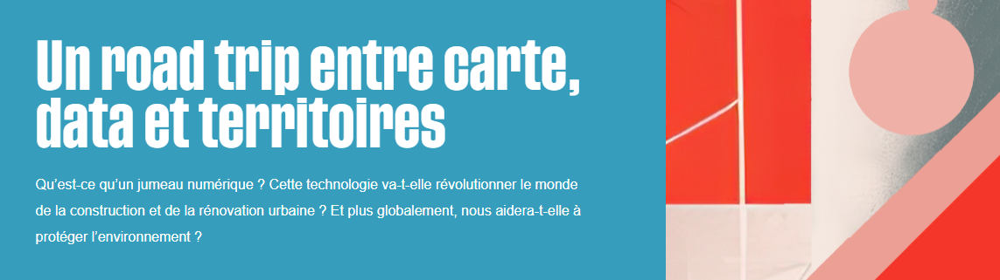 Un road trip entre carte,
data et territoires
Qu’est-ce qu’un jumeau numérique ? Cette technologie va-t-elle révolutionner le monde
de la construction et de la rénovation urbaine ? Et plus globalement, nous aidera-t-elle à
protéger l’environnement ?